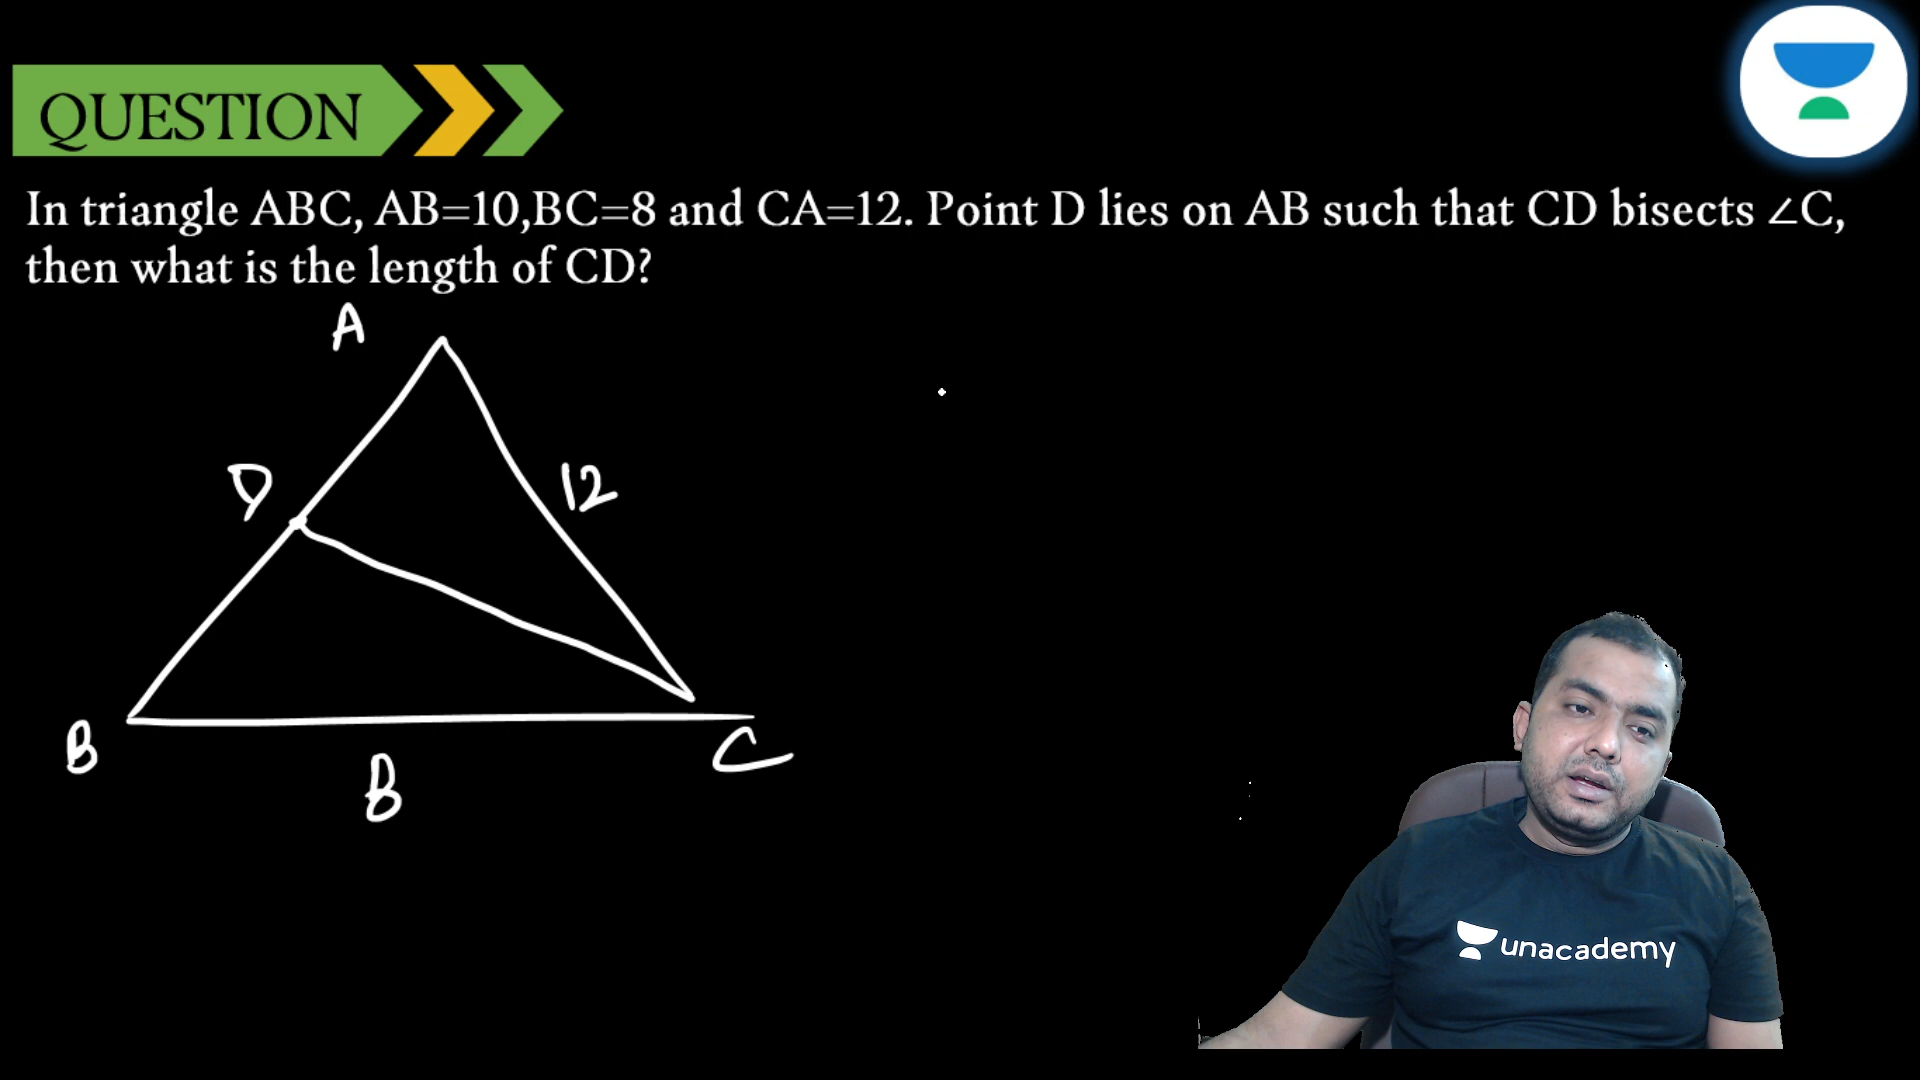 QUESTION
In triangle ABC, AB=10,BC=8 and CA=12. Point D lies on AB such that CD bisects ∠C,
then what is the length of CD?
A
D
12
B
C
8
unacademy